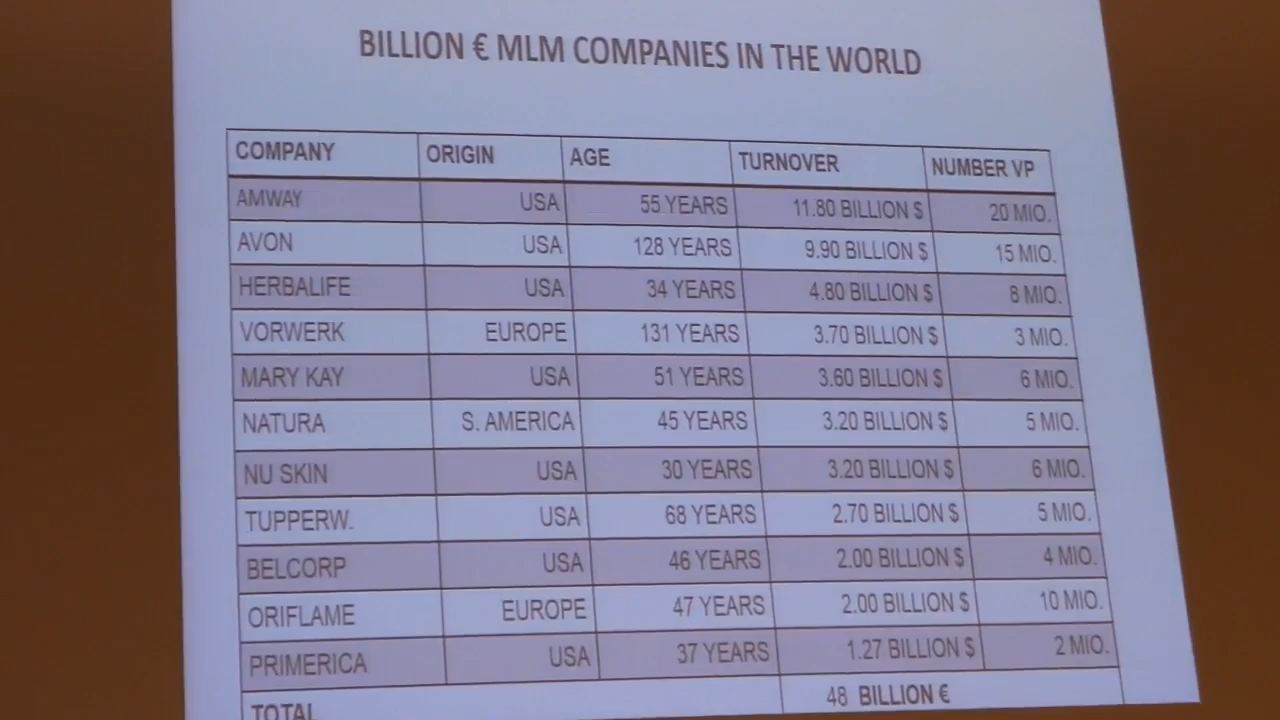 BILLION € MLM COMPANIES IN THE WORLD
COMPANY ORIGIN AGE TURNOVER NUMBER VP
AMWAY USA 55 YEARS 11.80 BILLION $ 20 MIO.
AVON USA 128 YEARS 9.90 BILLION $ 15 MIO.
HERBALIFE USA 34 YEARS 4.80 BILLION $ 8 MIO.
VORWERK EUROPE 131 YEARS 3.70 BILLION $ 3 MIO.
MARY KAY USA 51 YEARS 3.60 BILLION $ 6 MIO.
NATURA S. AMERICA 45 YEARS 3.20 BILLION $ 5 MIO.
NU SKIN USA 30 YEARS 3.20 BILLION $ 6 MIO.
TUPPERW. USA 68 YEARS 2.70 BILLION $ 5 MIO.
BELCORP USA 46 YEARS 2.00 BILLION $ 4 MIO.
ORIFLAME EUROPE 47 YEARS 2.00 BILLION $ 10 MIO.
PRIMERICA USA 37 YEARS 1.27 BILLION $ 2 MIO.
TOTAL 48 BILLION €